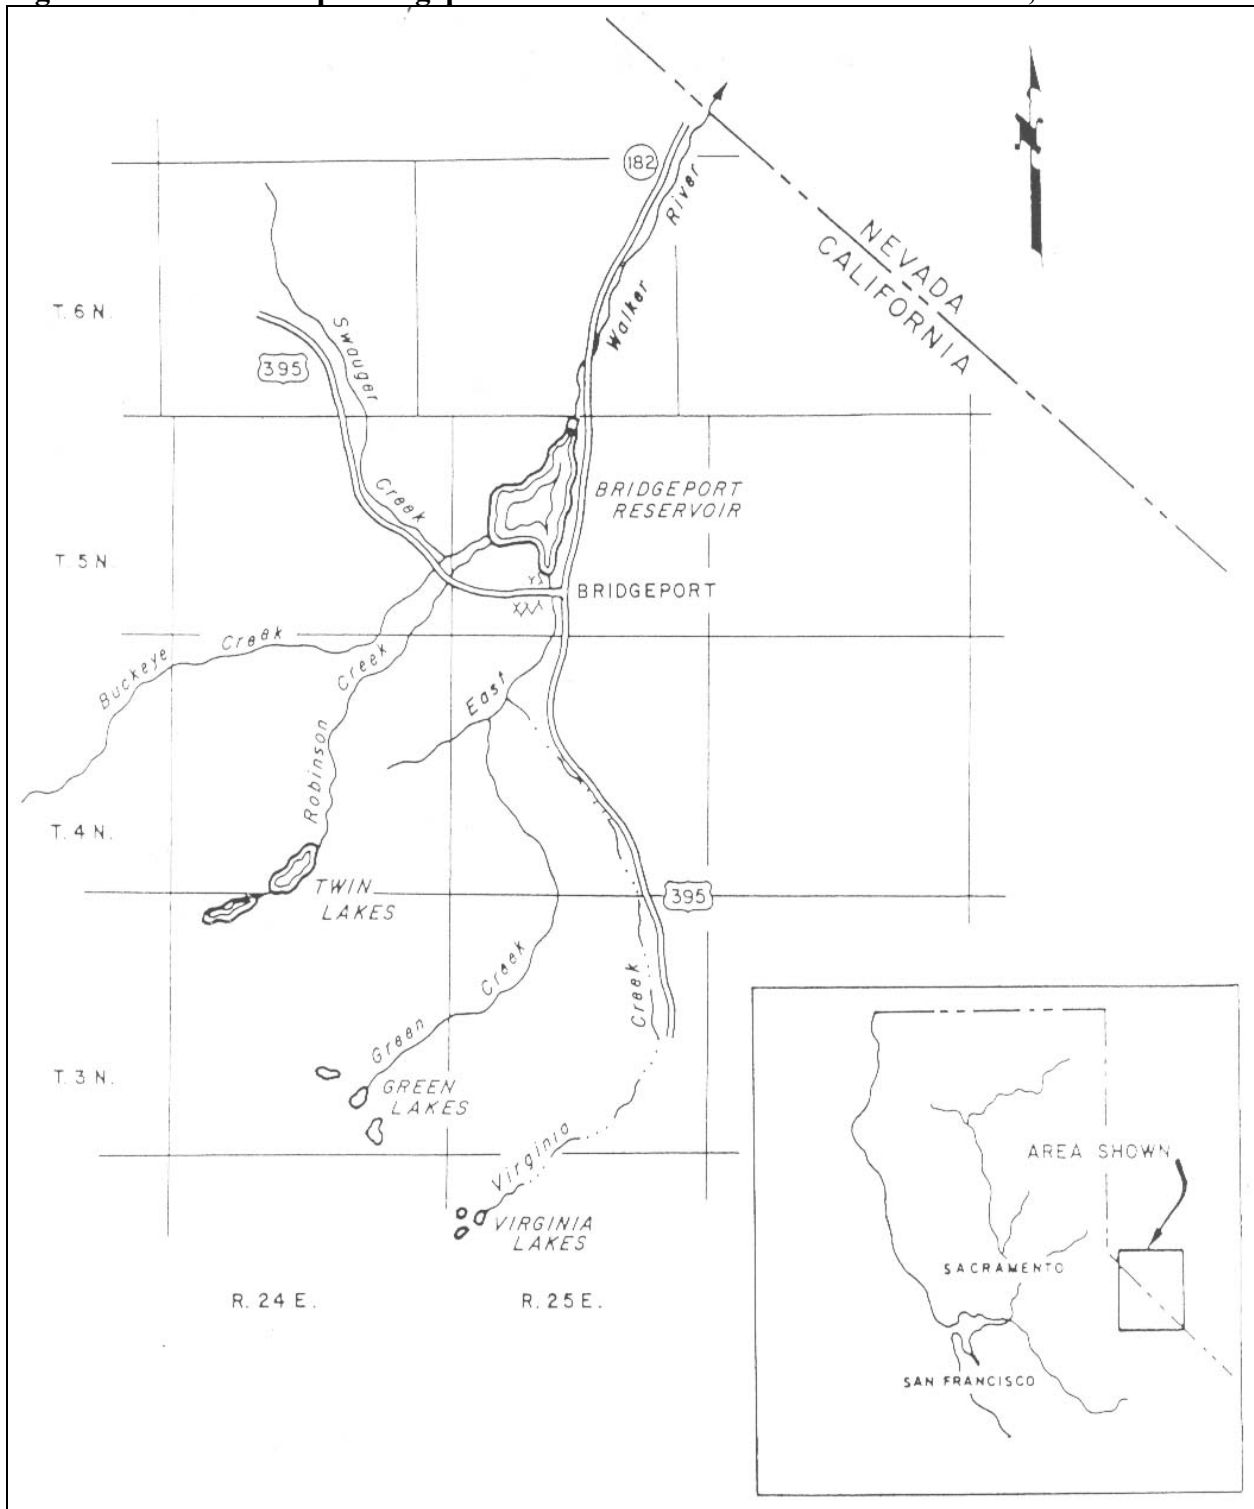 182
River
NEVADA
CALIFORNIA
T. 6 N.
Walker
Swauger
395
Creek
BRIDGEPORT
RESERVOIR
T. 5 N.
BRIDGEPORT
Buckeye Creek
Creek
East
Robinson
T. 4 N.
TWIN
LAKES
395
Creek
Creek
Green
T. 3 N.
GREEN
LAKES
Virginia
VIRGINIA
LAKES
R. 24 E.
R. 25 E.
AREA SHOWN
SACRAMENTO
SAN FRANCISCO
N